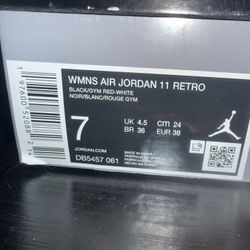 WMNS AIR JORDAN 11 RETRO
BLACK/GYM RED-WHITE
NOIR/BLANC/ROUGE GYM
7
UK 4.5 CM 24
BR 36 EUR 38
JORDAN.COM
DB5457 061